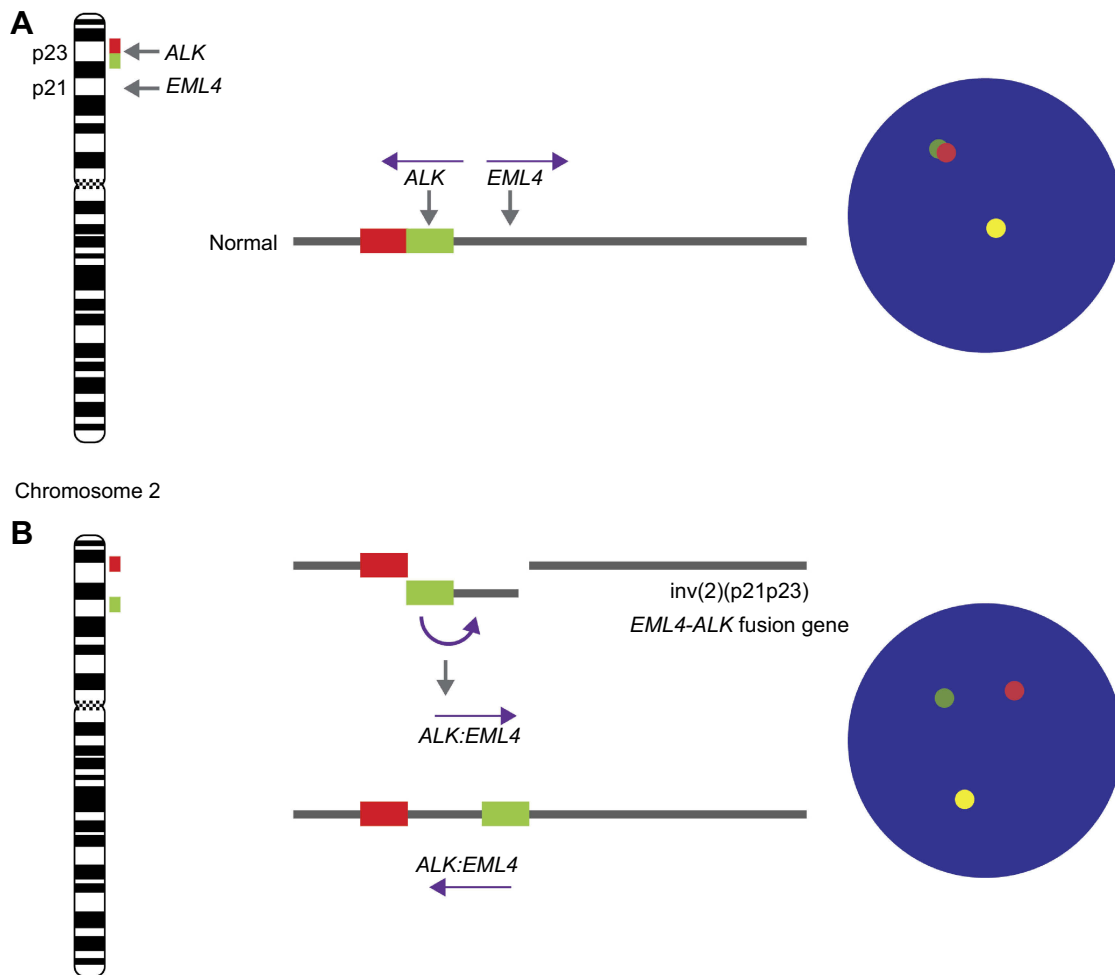 A
p23
ALK
p21
EML4
ALK EML4
Normal
Chromosome 2
B
inv(2)(p21p23)
EML4-ALK fusion gene
ALK:EML4
ALK:EML4